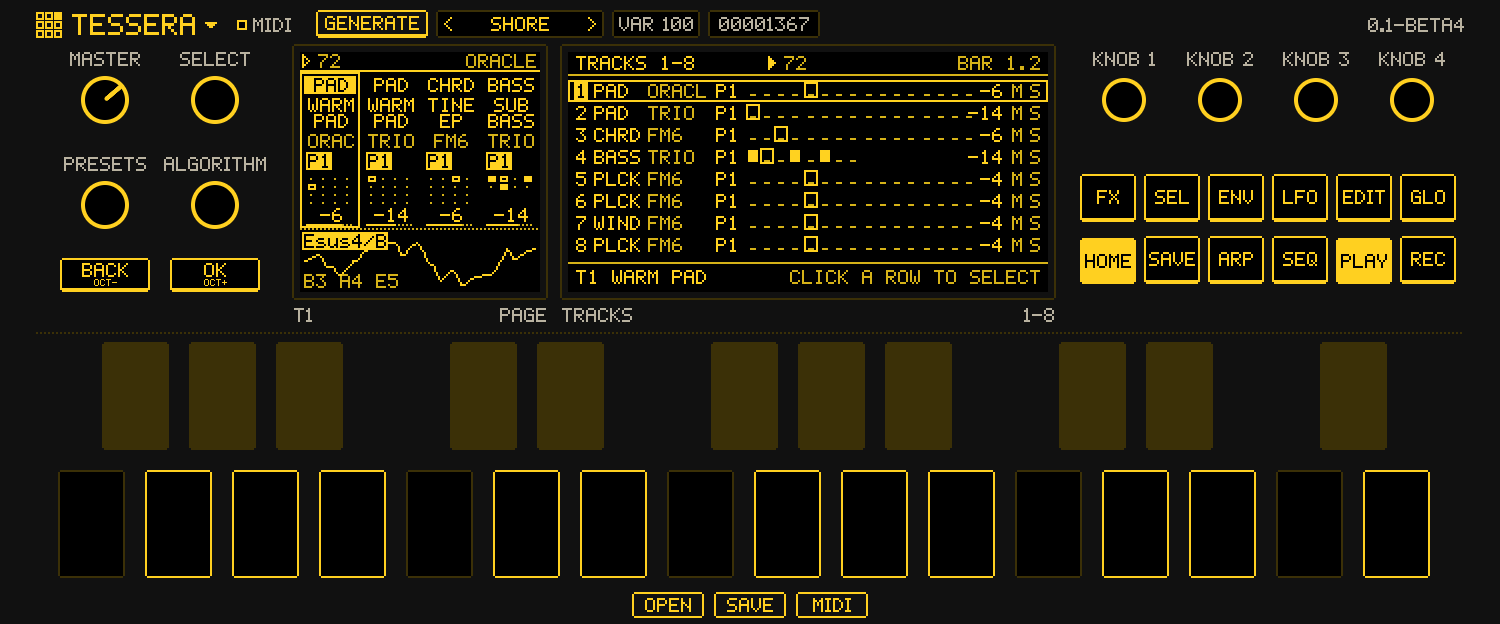 TESSERA MIDI GENERATE < SHORE > VAR 100 00001367 0.1-BETA4
MASTER SELECT
PRESETS ALGORITHM
BACK OK
OCT- OCT+
72 ORACLE
PAD PAD CHRD BASS
WARM WARM TINE SUB
PAD PAD EP BASS
ORAC TRIO FM6 TRIO
P1 P1 P1 P1
-6 -14 -6 -14
Esus4/B
B3 A4 E5
T1 PAGE
TRACKS 1-8 72 BAR 1.2
1 PAD ORACL P1 -6 M S
2 PAD TRIO P1 -14 M S
3 CHRD FM6 P1 -6 M S
4 BASS TRIO P1 -14 M S
5 PLCK FM6 P1 -4 M S
6 PLCK FM6 P1 -4 M S
7 WIND FM6 P1 -4 M S
8 PLCK FM6 P1 -4 M S
T1 WARM PAD CLICK A ROW TO SELECT
TRACKS 1-8
KNOB 1 KNOB 2 KNOB 3 KNOB 4
FX SEL ENV LFO EDIT GLO
HOME SAVE ARP SEQ PLAY REC
OPEN SAVE MIDI